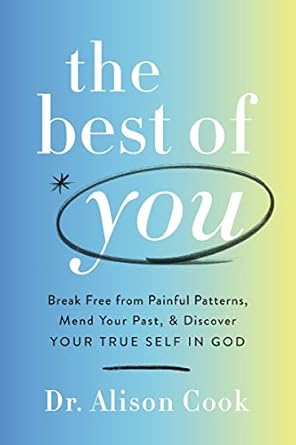 the
best of
*you
Break Free from Painful Patterns,
Mend Your Past, & Discover
YOUR TRUE SELF IN GOD
Dr. Alison Cook